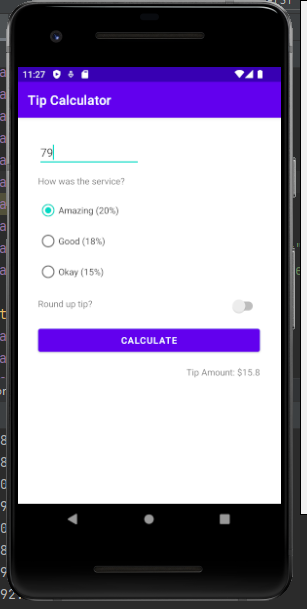 11:27
Tip Calculator
79
How was the service?
Amazing (20%)
Good (18%)
Okay (15%)
Round up tip?
CALCULATE
Tip Amount: $15.8